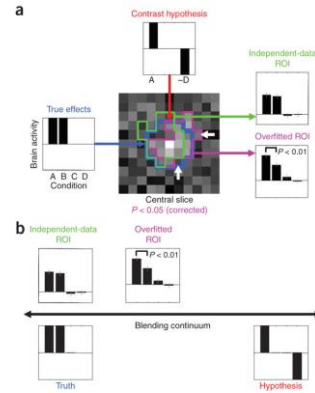 a
Contrast hypothesis
A –D
Independent-data
ROI
True effects
Brain activity
A B C D
Condition
Overfitted
ROI
P < 0.01
Central slice
P < 0.05 (corrected)
b
Independent-data
ROI
Overfitted
ROI
P < 0.01
Blending continuum
Truth
Hypothesis